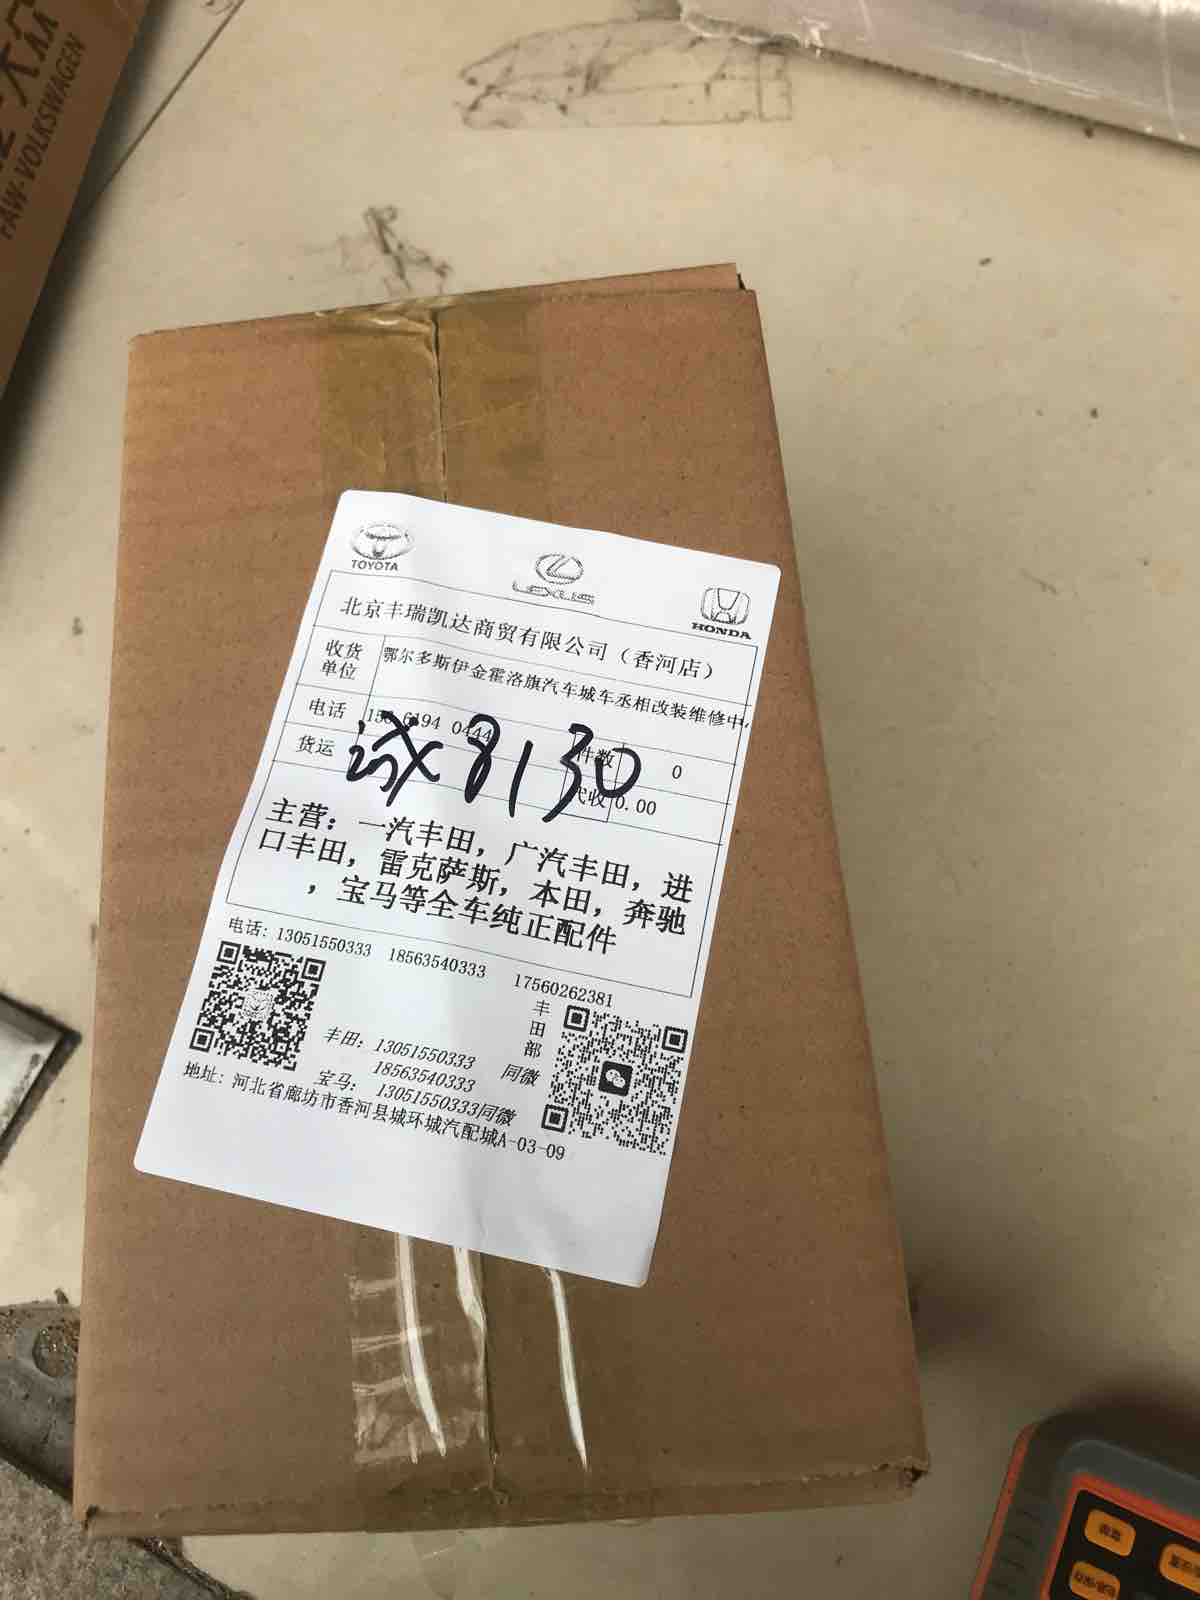 FAW-VOLKSWAGEN
TOYOTA
LEXUS
HONDA
北京丰瑞凯达商贸有限公司（香河店）
收货单位 鄂尔多斯伊金霍洛旗汽车城车丞相改装维修中
电话 6194 0444 件数 0
货运 8130 代收 0.00
主营：一汽丰田，广汽丰田，进
口丰田，雷克萨斯，本田，奔驰
，宝马等全车纯正配件
电话：13051550333 18563540333 17560262381
丰田部
丰田：13051550333
18563540333 同微
宝马：13051550333同微
地址：河北省廊坊市香河县城环城汽配城A-03-09